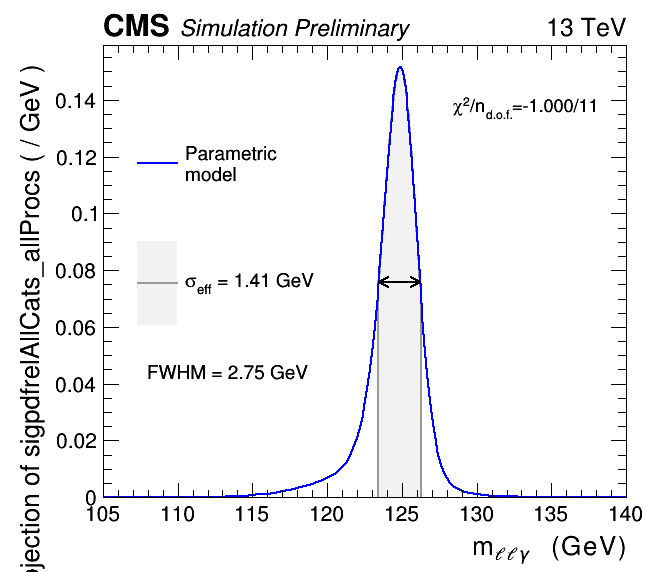 CMS Simulation Preliminary 13 TeV
ojection of sigpdfrelAllCats_allProcs ( / GeV )
0.14
0.12
0.1
0.08
0.06
0.04
0.02
0
χ²/n_d.o.f.=-1.000/11
Parametric
model
σ_eff = 1.41 GeV
FWHM = 2.75 GeV
105 110 115 120 125 130 135 140
m_ℓℓγ (GeV)